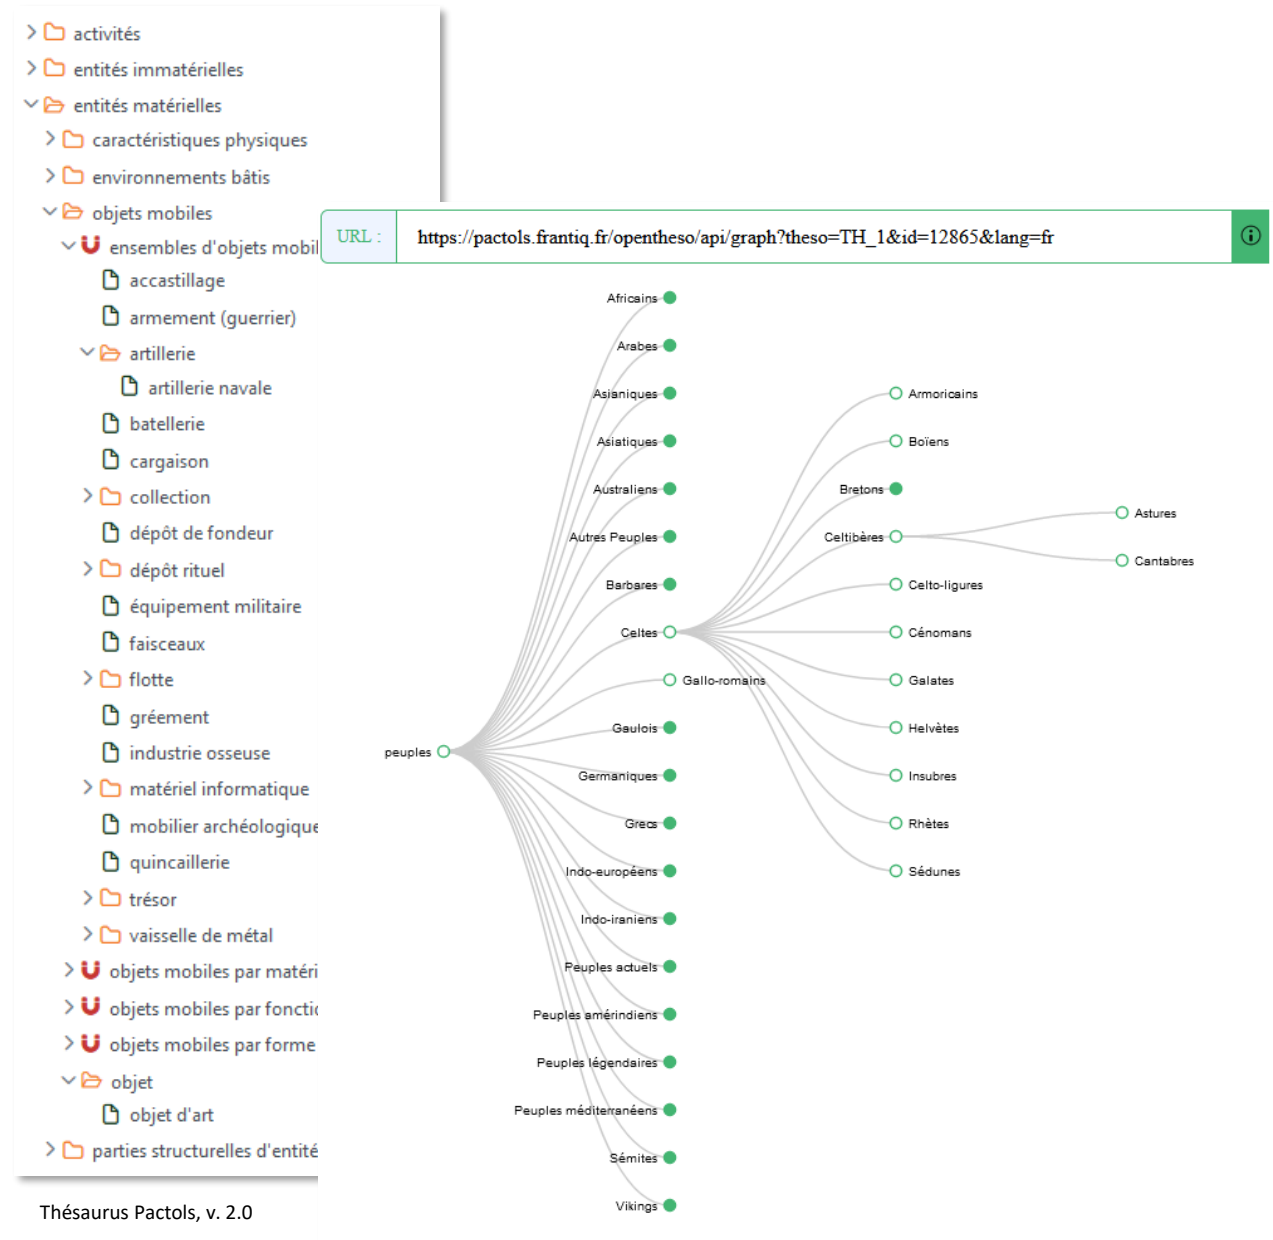 activités
entités immatérielles
entités matérielles
caractéristiques physiques
environnements bâtis
objets mobiles
ensembles d'objets mobil
accastillage
armement (guerrier)
artillerie
artillerie navale
batellerie
cargaison
collection
dépôt de fondeur
dépôt rituel
équipement militaire
faisceaux
flotte
gréement
industrie osseuse
matériel informatique
mobilier archéologique
quincaillerie
trésor
vaisselle de métal
objets mobiles par matéri
objets mobiles par fonctio
objets mobiles par forme
objet
objet d'art
parties structurelles d'entité
Thésaurus Pactols, v. 2.0
URL : https://pactols.frantiq.fr/opentheso/api/graph?theso=TH_1&id=12865&lang=fr
peuples
Africains
Arabes
Asianiques
Asiatiques
Australiens
Autres Peuples
Barbares
Celtes
Gallo-romains
Gaulois
Germaniques
Grecs
Indo-européens
Indo-iraniens
Peuples actuels
Peuples amérindiens
Peuples légendaires
Peuples méditerranéens
Sémites
Vikings
Armoricains
Boïens
Bretons
Celtibères
Celto-ligures
Cénomans
Galates
Helvètes
Insubres
Rhètes
Sédunes
Astures
Cantabres